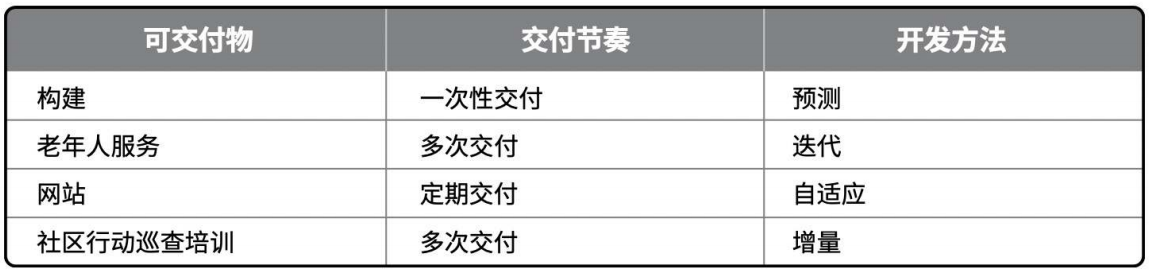 可交付物 交付节奏 开发方法
构建 一次性交付 预测
老年人服务 多次交付 迭代
网站 定期交付 自适应
社区行动巡查培训 多次交付 增量